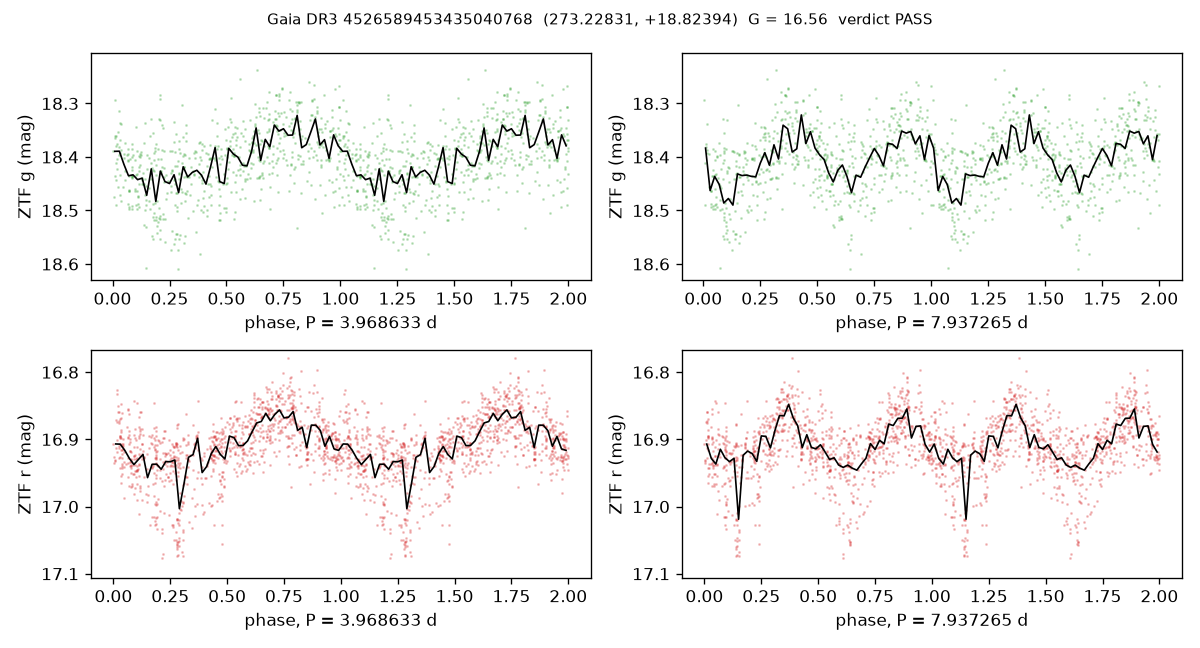 Gaia DR3 4526589453435040768 (273.22831, +18.82394) G = 16.56 verdict PASS
ZTF g (mag)
18.3
18.4
18.5
18.6
0.00 0.25 0.50 0.75 1.00 1.25 1.50 1.75 2.00
phase, P = 3.968633 d
ZTF g (mag)
18.3
18.4
18.5
18.6
0.00 0.25 0.50 0.75 1.00 1.25 1.50 1.75 2.00
phase, P = 7.937265 d
ZTF r (mag)
16.8
16.9
17.0
17.1
0.00 0.25 0.50 0.75 1.00 1.25 1.50 1.75 2.00
phase, P = 3.968633 d
ZTF r (mag)
16.8
16.9
17.0
17.1
0.00 0.25 0.50 0.75 1.00 1.25 1.50 1.75 2.00
phase, P = 7.937265 d